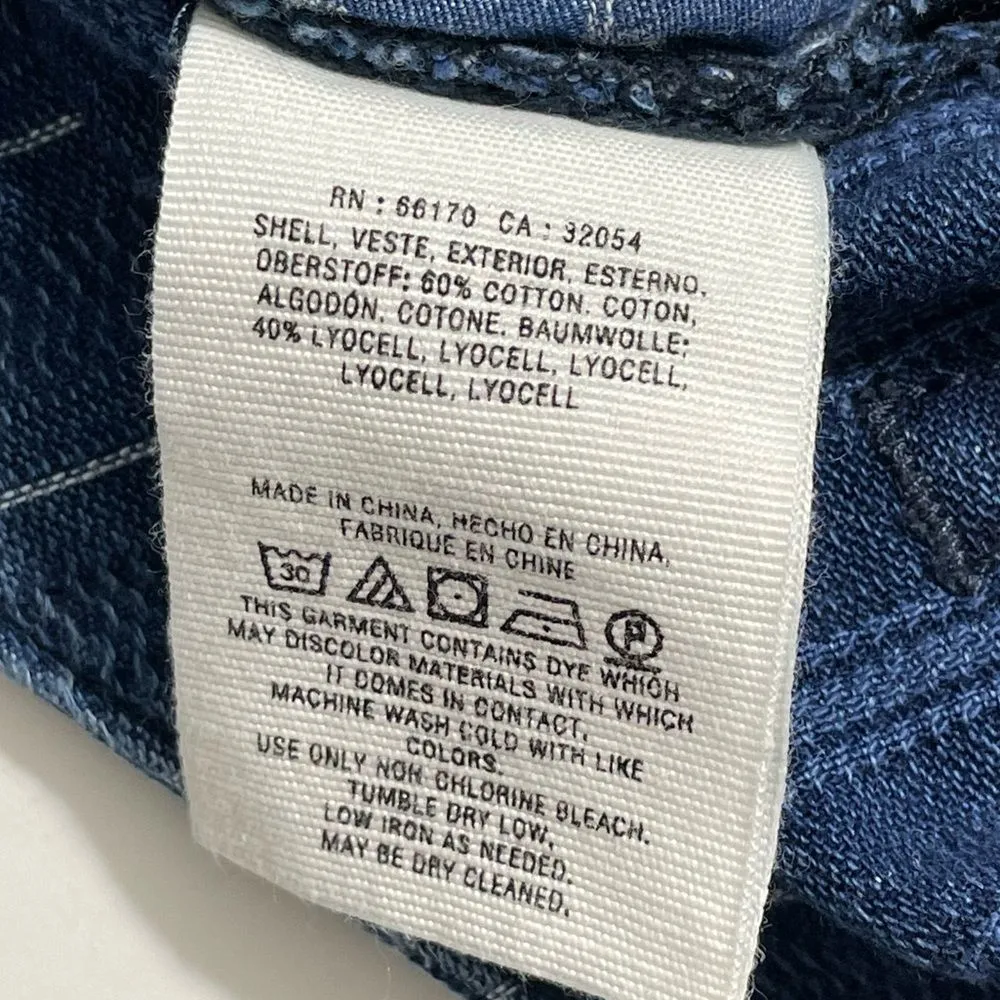 RN : 66170 CA : 32054
SHELL, VESTE, EXTERIOR, ESTERNO,
OBERSTOFF: 60% COTTON, COTON,
ALGODÓN, COTONE, BAUMWOLLE;
40% LYOCELL, LYOCELL, LYOCELL,
LYOCELL, LYOCELL
MADE IN CHINA, HECHO EN CHINA,
FABRIQUE EN CHINE
30 P
THIS GARMENT CONTAINS DYE WHICH
MAY DISCOLOR MATERIALS WITH WHICH
IT COMES IN CONTACT.
MACHINE WASH COLD WITH LIKE
COLORS.
USE ONLY NON CHLORINE BLEACH.
TUMBLE DRY LOW.
LOW IRON AS NEEDED.
MAY BE DRY CLEANED.